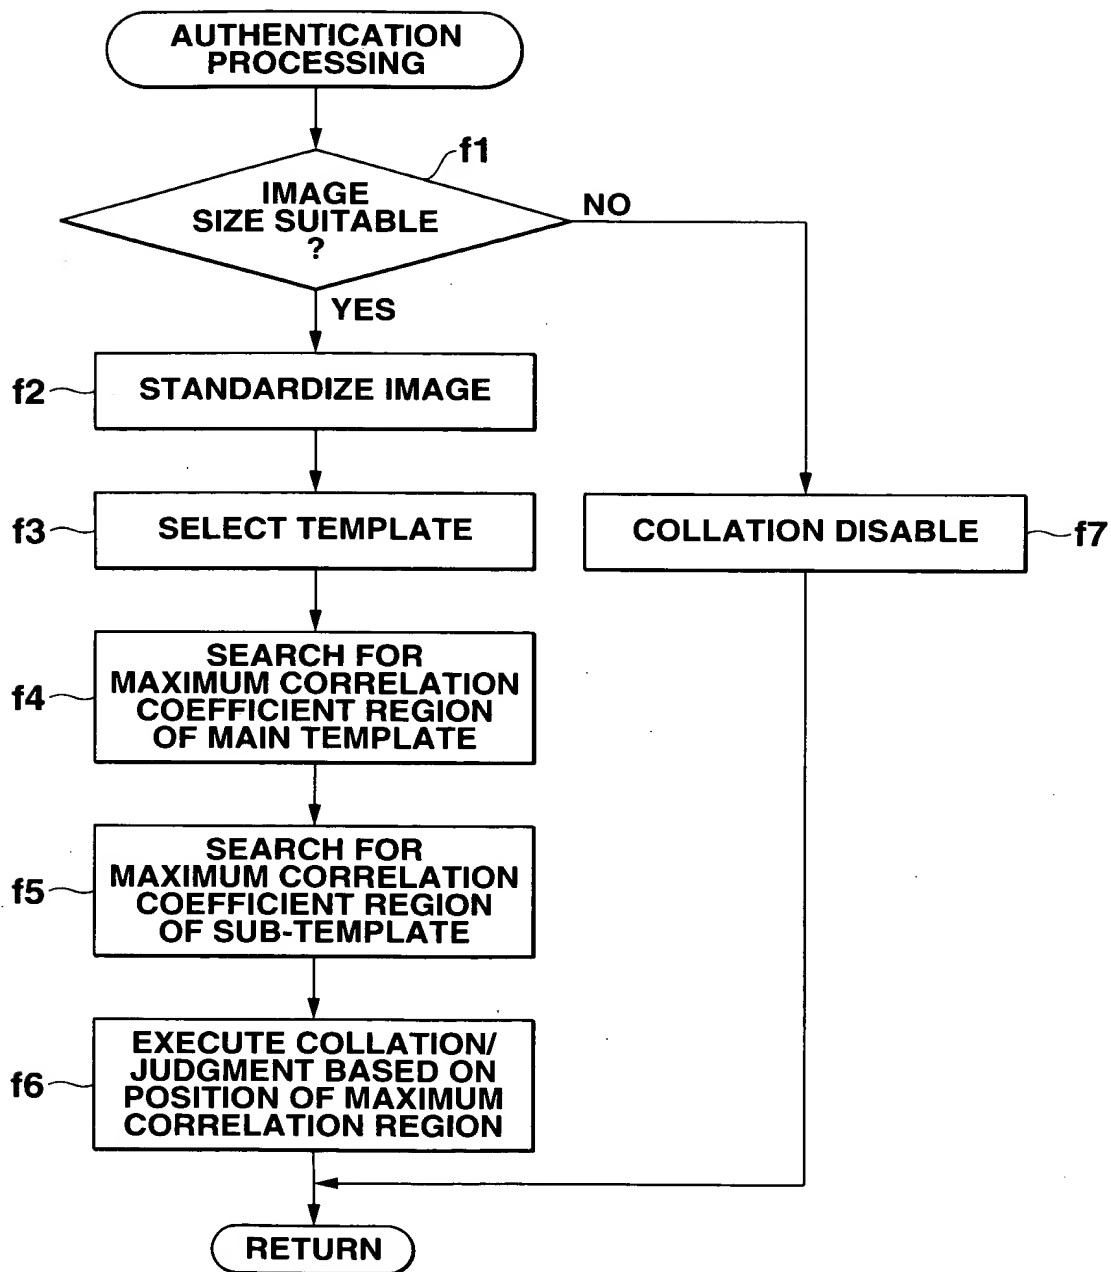 AUTHENTICATION
PROCESSING
f1
IMAGE
SIZE SUITABLE
?
NO
YES
f2
STANDARDIZE IMAGE
f3
SELECT TEMPLATE
COLLATION DISABLE
f7
f4
SEARCH FOR
MAXIMUM CORRELATION
COEFFICIENT REGION
OF MAIN TEMPLATE
f5
SEARCH FOR
MAXIMUM CORRELATION
COEFFICIENT REGION
OF SUB-TEMPLATE
f6
EXECUTE COLLATION/
JUDGMENT BASED ON
POSITION OF MAXIMUM
CORRELATION REGION
RETURN